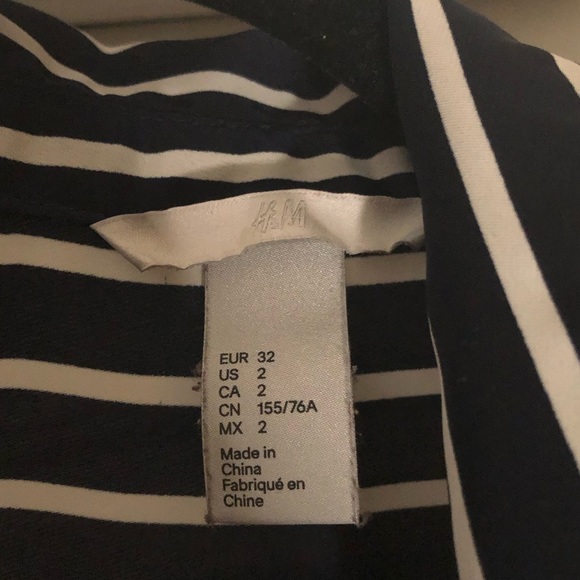 H&M
EUR 32
US 2
CA 2
CN 155/76A
MX 2
Made in
China
Fabriqué en
Chine